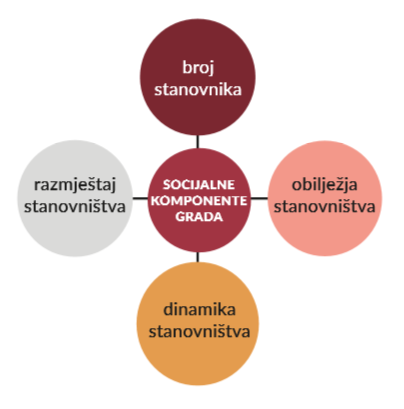 broj
stanovnika
razmještaj
stanovništva
SOCIJALNE
KOMPONENTE
GRADA
obilježja
stanovništva
dinamika
stanovništva